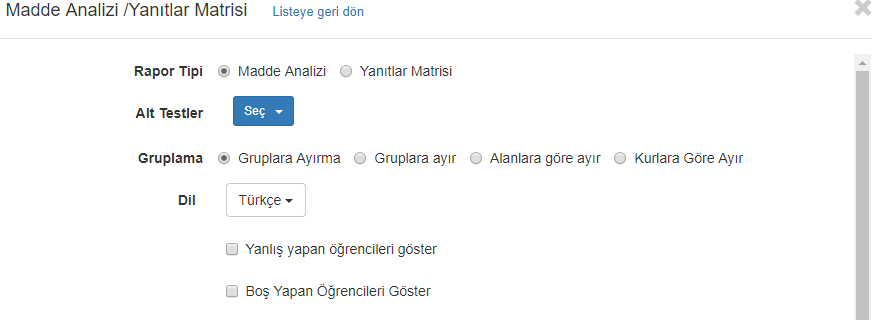 Madde Analizi /Yanıtlar Matrisi Listeye geri dön
Rapor Tipi Madde Analizi Yanıtlar Matrisi
Alt Testler Seç
Gruplama Gruplara Ayırma Gruplara ayır Alanlara göre ayır Kurlara Göre Ayır
Dil Türkçe
Yanlış yapan öğrencileri göster
Boş Yapan Öğrencileri Göster